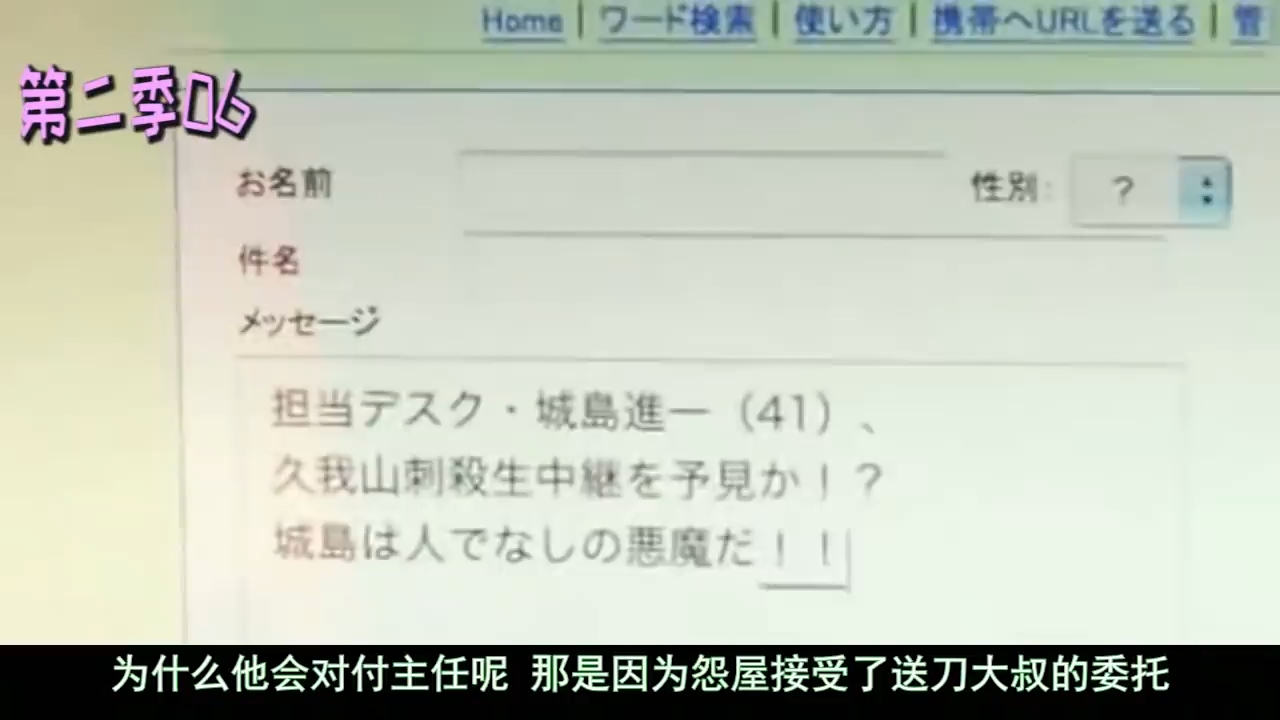 Home | ワード検索 | 使い方 | 携帯へURLを送る | 管
第二季06
お名前 性別: ?
件名
メッセージ
担当デスク・城島進一（41）、
久我山刺殺生中継を予見か！？
城島は人でなしの悪魔だ！！
为什么他会对付主任呢 那是因为怨屋接受了送刀大叔的委托